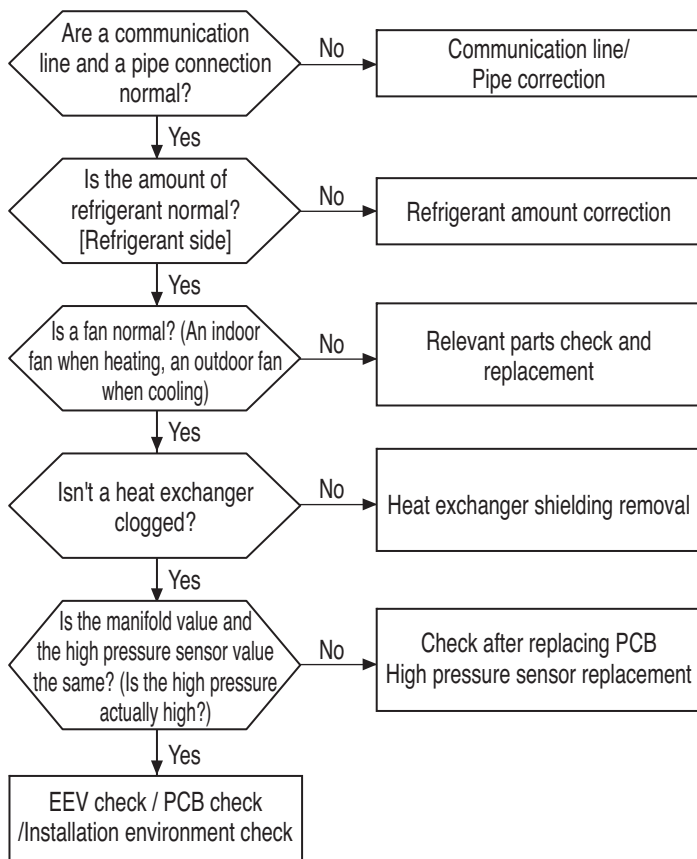 Are a communication
line and a pipe connection
normal?
No
Communication line/
Pipe correction
Yes
Is the amount of
refrigerant normal?
[Refrigerant side]
No
Refrigerant amount correction
Yes
Is a fan normal? (An indoor
fan when heating, an outdoor fan
when cooling)
No
Relevant parts check and
replacement
Yes
Isn't a heat exchanger
clogged?
No
Heat exchanger shielding removal
Yes
Is the manifold value and
the high pressure sensor value
the same? (Is the high pressure
actually high?)
No
Check after replacing PCB
High pressure sensor replacement
Yes
EEV check / PCB check
/Installation environment check